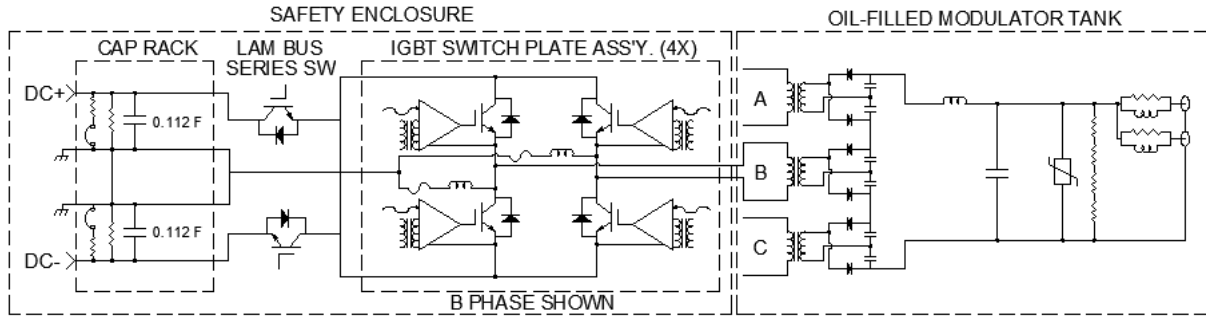 SAFETY ENCLOSURE
OIL-FILLED MODULATOR TANK
CAP RACK
LAM BUS
SERIES SW
IGBT SWITCH PLATE ASS'Y. (4X)
DC+
0.112 F
A
B
0.112 F
C
DC-
B PHASE SHOWN